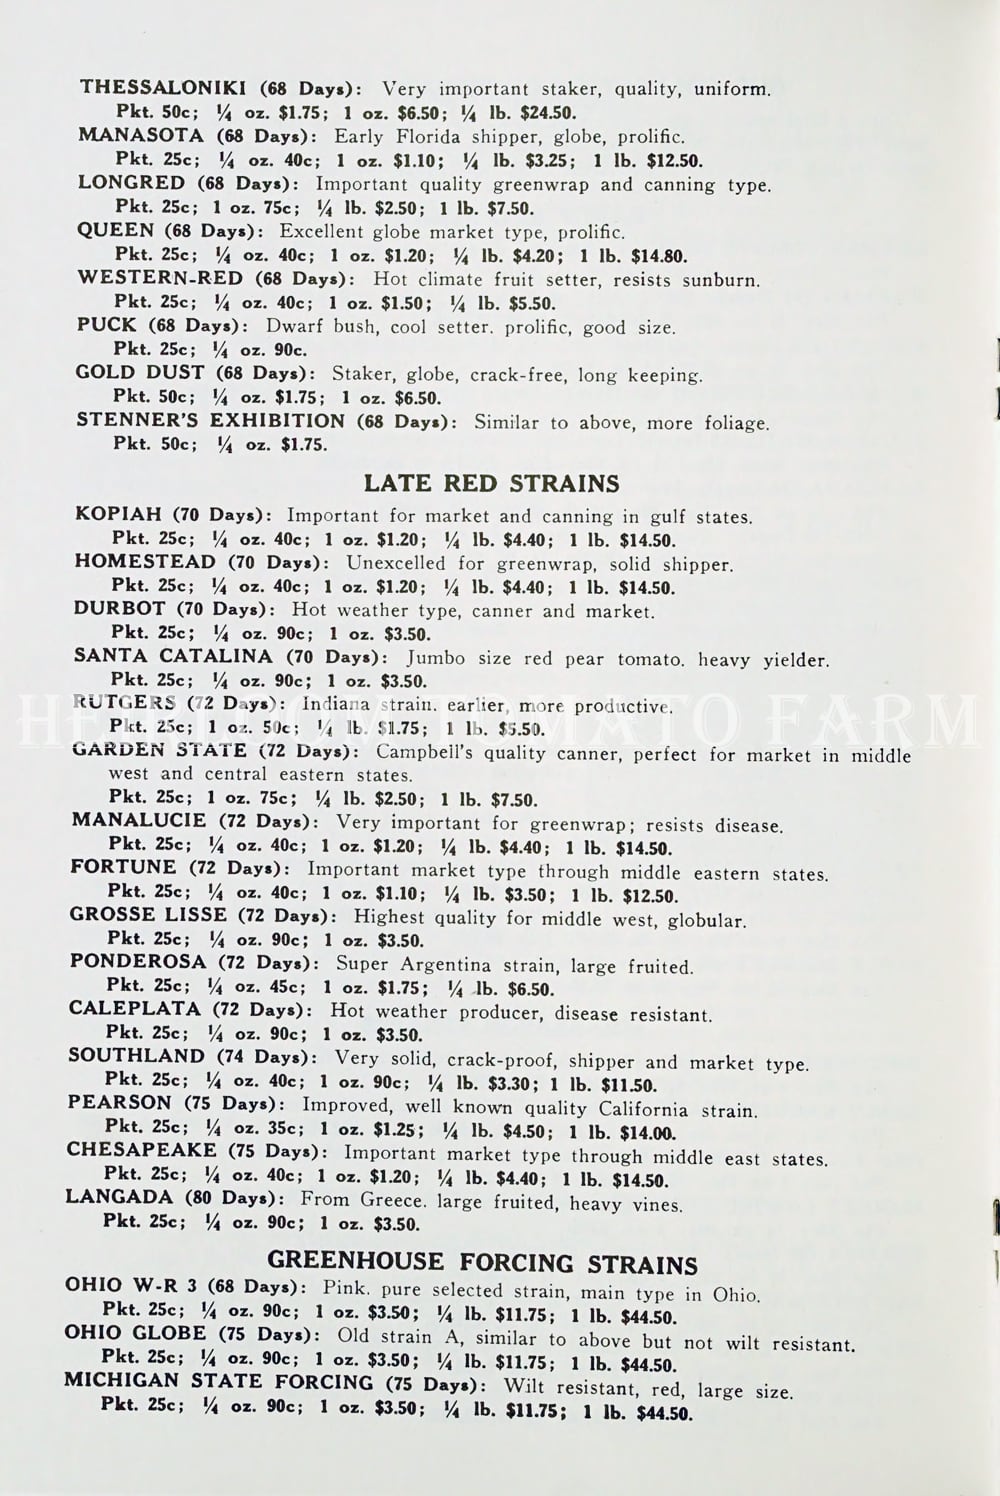 THESSALONIKI (68 Days): Very important staker, quality, uniform.
Pkt. 50c; ¼ oz. $1.75; 1 oz. $6.50; ¼ lb. $24.50.
MANASOTA (68 Days): Early Florida shipper, globe, prolific.
Pkt. 25c; ¼ oz. 40c; 1 oz. $1.10; ¼ lb. $3.25; 1 lb. $12.50.
LONGRED (68 Days): Important quality greenwrap and canning type.
Pkt. 25c; 1 oz. 75c; ¼ lb. $2.50; 1 lb. $7.50.
QUEEN (68 Days): Excellent globe market type, prolific.
Pkt. 25c; ¼ oz. 40c; 1 oz. $1.20; ¼ lb. $4.20; 1 lb. $14.80.
WESTERN-RED (68 Days): Hot climate fruit setter, resists sunburn.
Pkt. 25c; ¼ oz. 40c; 1 oz. $1.50; ¼ lb. $5.50.
PUCK (68 Days): Dwarf bush, cool setter. prolific, good size.
Pkt. 25c; ¼ oz. 90c.
GOLD DUST (68 Days): Staker, globe, crack-free, long keeping.
Pkt. 50c; ¼ oz. $1.75; 1 oz. $6.50.
STENNER'S EXHIBITION (68 Days): Similar to above, more foliage.
Pkt. 50c; ¼ oz. $1.75.
LATE RED STRAINS
KOPIAH (70 Days): Important for market and canning in gulf states.
Pkt. 25c; ¼ oz. 40c; 1 oz. $1.20; ¼ lb. $4.40; 1 lb. $14.50.
HOMESTEAD (70 Days): Unexcelled for greenwrap, solid shipper.
Pkt. 25c; ¼ oz. 40c; 1 oz. $1.20; ¼ lb. $4.40; 1 lb. $14.50.
DURBOT (70 Days): Hot weather type, canner and market.
Pkt. 25c; ¼ oz. 90c; 1 oz. $3.50.
SANTA CATALINA (70 Days): Jumbo size red pear tomato. heavy yielder.
Pkt. 25c; ¼ oz. 90c; 1 oz. $3.50.
RUTGERS (72 Days): Indiana strain. earlier, more productive.
HEIRLOOM TOMATO FARM
Pkt. 25c; 1 oz. 50c; ¼ lb. $1.75; 1 lb. $5.50.
GARDEN STATE (72 Days): Campbell's quality canner, perfect for market in middle
west and central eastern states.
Pkt. 25c; 1 oz. 75c; ¼ lb. $2.50; 1 lb. $7.50.
MANALUCIE (72 Days): Very important for greenwrap; resists disease.
Pkt. 25c; ¼ oz. 40c; 1 oz. $1.20; ¼ lb. $4.40; 1 lb. $14.50.
FORTUNE (72 Days): Important market type through middle eastern states.
Pkt. 25c; ¼ oz. 40c; 1 oz. $1.10; ¼ lb. $3.50; 1 lb. $12.50.
GROSSE LISSE (72 Days): Highest quality for middle west, globular.
Pkt. 25c; ¼ oz. 90c; 1 oz. $3.50.
PONDEROSA (72 Days): Super Argentina strain, large fruited.
Pkt. 25c; ¼ oz. 45c; 1 oz. $1.75; ¼ lb. $6.50.
CALEPLATA (72 Days): Hot weather producer, disease resistant.
Pkt. 25c; ¼ oz. 90c; 1 oz. $3.50.
SOUTHLAND (74 Days): Very solid, crack-proof, shipper and market type.
Pkt. 25c; ¼ oz. 40c; 1 oz. 90c; ¼ lb. $3.30; 1 lb. $11.50.
PEARSON (75 Days): Improved, well known quality California strain.
Pkt. 25c; ¼ oz. 35c; 1 oz. $1.25; ¼ lb. $4.50; 1 lb. $14.00.
CHESAPEAKE (75 Days): Important market type through middle east states.
Pkt. 25c; ¼ oz. 40c; 1 oz. $1.20; ¼ lb. $4.40; 1 lb. $14.50.
LANGADA (80 Days): From Greece. large fruited, heavy vines.
Pkt. 25c; ¼ oz. 90c; 1 oz. $3.50.
GREENHOUSE FORCING STRAINS
OHIO W-R 3 (68 Days): Pink. pure selected strain, main type in Ohio.
Pkt. 25c; ¼ oz. 90c; 1 oz. $3.50; ¼ lb. $11.75; 1 lb. $44.50.
OHIO GLOBE (75 Days): Old strain A, similar to above but not wilt resistant.
Pkt. 25c; ¼ oz. 90c; 1 oz. $3.50; ¼ lb. $11.75; 1 lb. $44.50.
MICHIGAN STATE FORCING (75 Days): Wilt resistant, red, large size.
Pkt. 25c; ¼ oz. 90c; 1 oz. $3.50; ¼ lb. $11.75; 1 lb. $44.50.